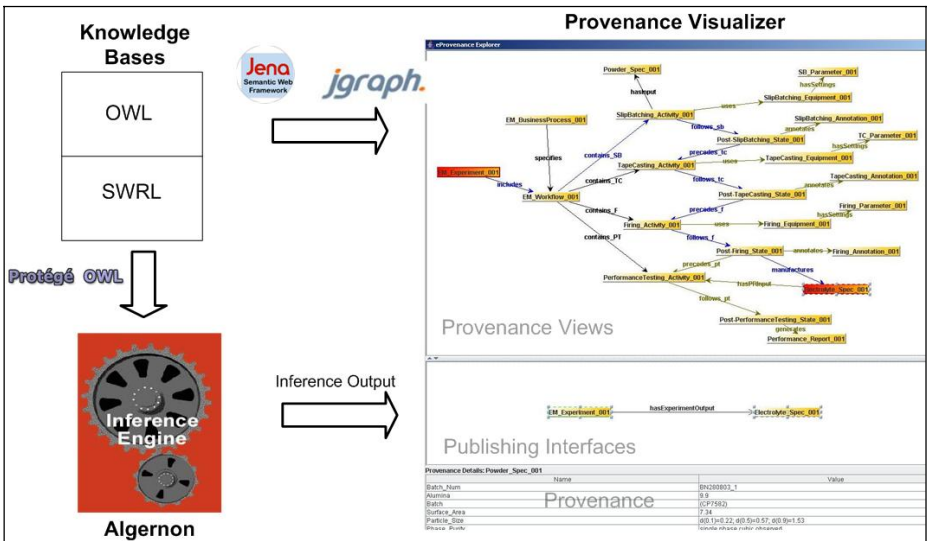 Knowledge
Bases
OWL
SWRL
Protégé OWL
Inference
Engine
Algernon
Jena
Semantic Web
Framework
jgraph.
Inference Output
Provenance Visualizer
eProvenance Explorer
Powder_Spec_001
SB_Parameter_001
hasInput
hasSettings
SlipBatching_Equipment_001
uses
SlipBatching_Activity_001
EM_BusinessProcess_001
SlipBatching_Annotation_001
follows_sb
annotates
TC_Parameter_001
Post-SlipBatching_State_001
hasSettings
specifies
contains_SB
precedes_tc
TapeCasting_Equipment_001
uses
TapeCasting_Activity_001
EM_Experiment_001
contains_TC
follows_tc
TapeCasting_Annotation_001
includes
annotates
EM_Workflow_001
Post-TapeCasting_State_001
Firing_Parameter_001
contains_F
precedes_f
hasSettings
Firing_Activity_001
uses
Firing_Equipment_001
contains_PT
follows_f
Post-Firing_State_001
annotates
Firing_Annotation_001
precedes_pt
manufactures
PerformanceTesting_Activity_001
hasPTInput
Electrolyte_Spec_001
follows_pt
Post-PerformanceTesting_State_001
generates
Performance_Report_001
Provenance Views
EM_Experiment_001
hasExperimentOutput
Electrolyte_Spec_001
Publishing Interfaces
Provenance Details: Powder_Spec_001
Name Value
Batch_Num BN280803_1
Alumina 9.9
Batch (CP7582)
Surface_Area 7.34
Particle_Size d(0.1)=0.22; d(0.5)=0.57; d(0.9)=1.53
Phase_Purity single phase cubic observed
Provenance